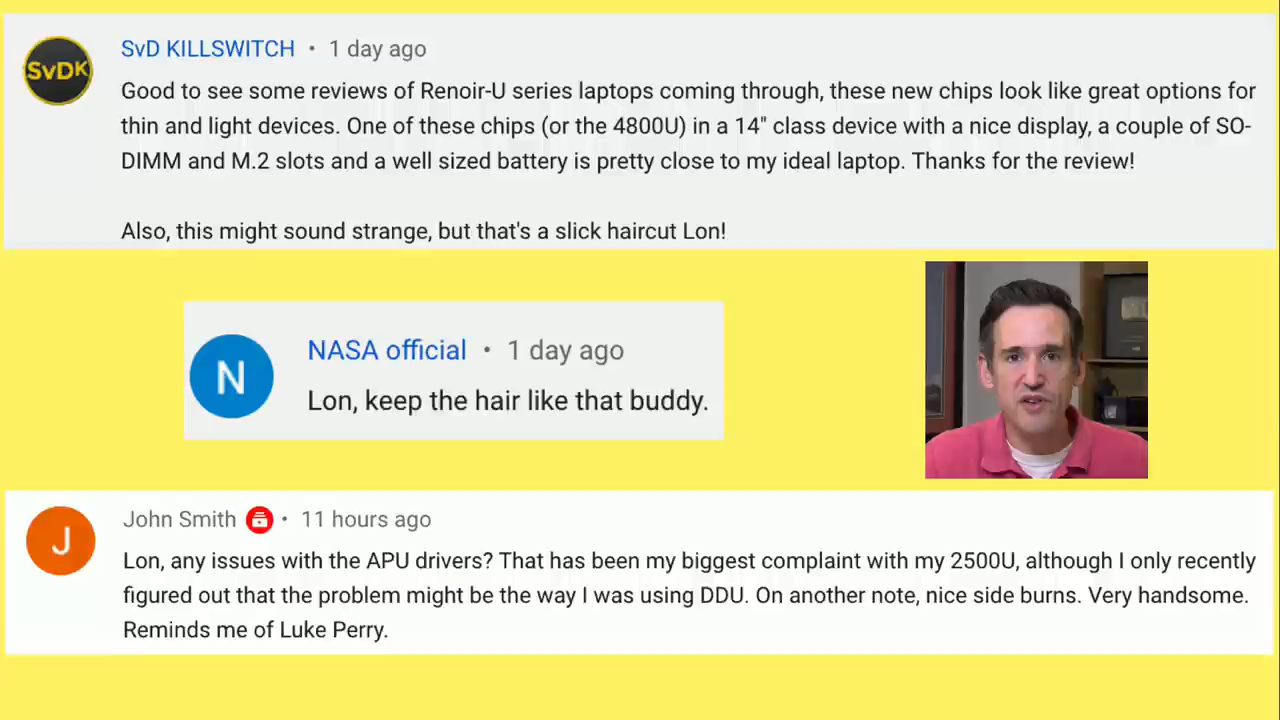 SvDK
SvD KILLSWITCH • 1 day ago
Good to see some reviews of Renoir-U series laptops coming through, these new chips look like great options for
thin and light devices. One of these chips (or the 4800U) in a 14" class device with a nice display, a couple of SO-
DIMM and M.2 slots and a well sized battery is pretty close to my ideal laptop. Thanks for the review!
Also, this might sound strange, but that's a slick haircut Lon!
N
NASA official • 1 day ago
Lon, keep the hair like that buddy.
J
John Smith • 11 hours ago
Lon, any issues with the APU drivers? That has been my biggest complaint with my 2500U, although I only recently
figured out that the problem might be the way I was using DDU. On another note, nice side burns. Very handsome.
Reminds me of Luke Perry.